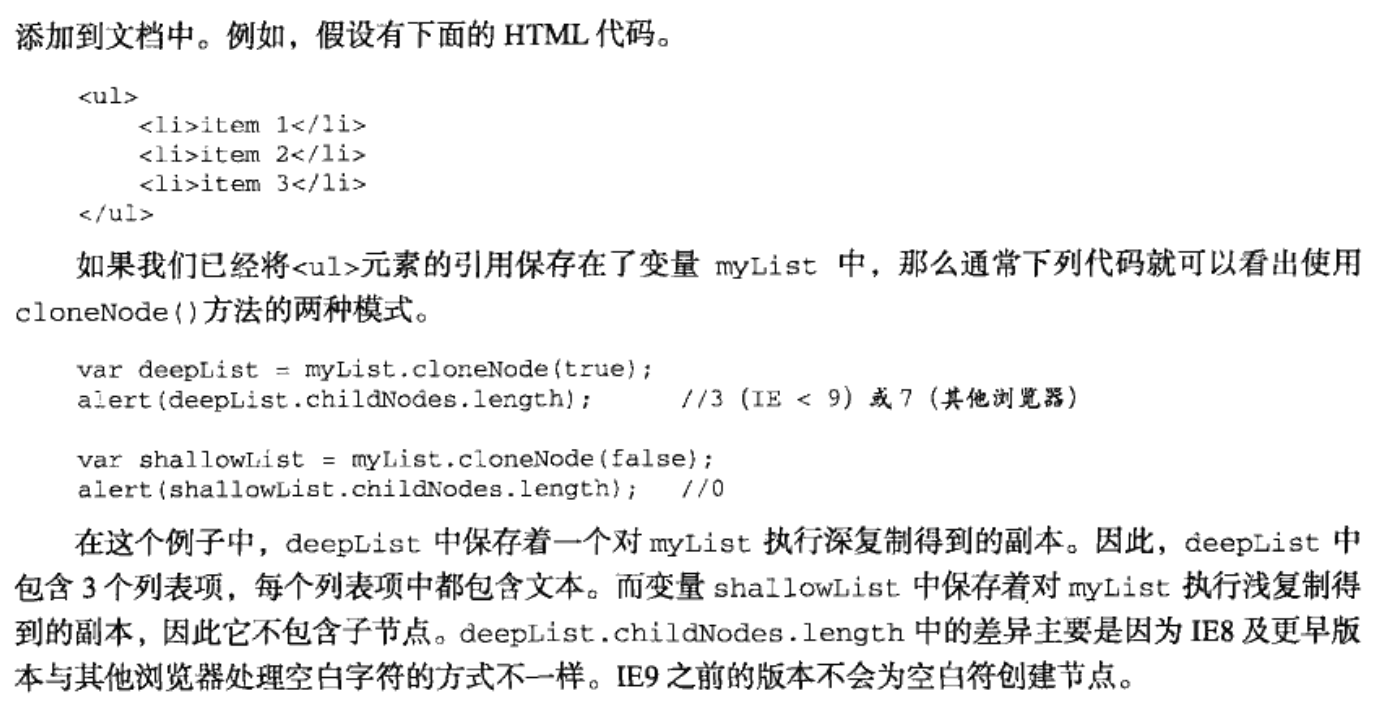 添加到文档中。例如，假设有下面的 HTML 代码。
<ul>
    <li>item 1</li>
    <li>item 2</li>
    <li>item 3</li>
</ul>
如果我们已经将<ul>元素的引用保存在了变量 myList 中，那么通常下列代码就可以看出使用
cloneNode()方法的两种模式。
var deepList = myList.cloneNode(true);
alert(deepList.childNodes.length);      //3 (IE < 9) 或 7 (其他浏览器)
var shallowList = myList.cloneNode(false);
alert(shallowList.childNodes.length);   //0
在这个例子中，deepList 中保存着一个对 myList 执行深复制得到的副本。因此，deepList 中
包含 3 个列表项，每个列表项中都包含文本。而变量 shallowList 中保存着对 myList 执行浅复制得
到的副本，因此它不包含子节点。deepList.childNodes.length 中的差异主要是因为 IE8 及更早版
本与其他浏览器处理空白字符的方式不一样。IE9 之前的版本不会为空白符创建节点。